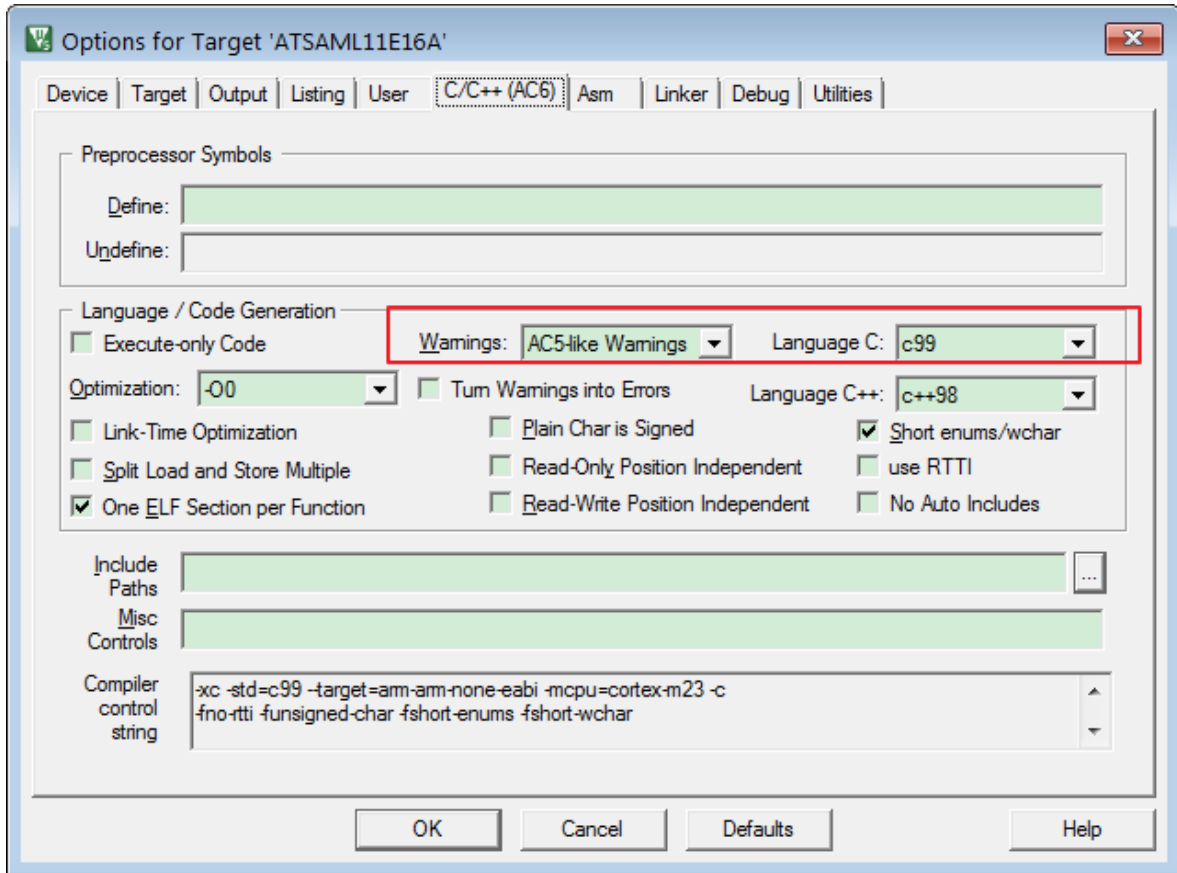 Options for Target 'ATSAML11E16A'
Device Target Output Listing User C/C++ (AC6) Asm Linker Debug Utilities
Preprocessor Symbols
Define:
Undefine:
Language / Code Generation
Execute-only Code Warnings: AC5-like Warnings Language C: c99
Optimization: -O0 Turn Warnings into Errors Language C++: c++98
Link-Time Optimization Plain Char is Signed Short enums/wchar
Split Load and Store Multiple Read-Only Position Independent use RTTI
One ELF Section per Function Read-Write Position Independent No Auto Includes
Include
Paths
...
Misc
Controls
Compiler
control
string
-xc -std=c99 --target=arm-arm-none-eabi -mcpu=cortex-m23 -c
-fno-rtti -funsigned-char -fshort-enums -fshort-wchar
OK Cancel Defaults Help